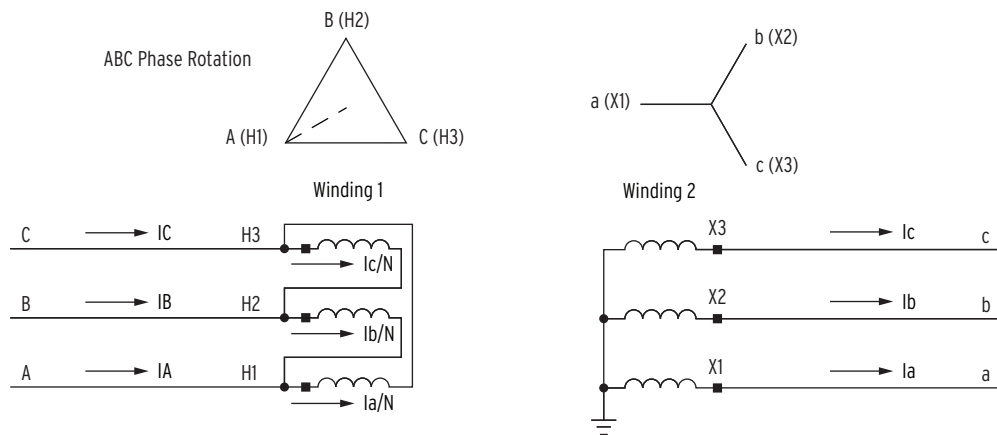 B (H2)
ABC Phase Rotation
b (X2)
a (X1)
A (H1)
C (H3)
c (X3)
Winding 1
Winding 2
C
IC
H3
Ic/N
X3
Ic
c
B
IB
H2
Ib/N
X2
Ib
b
A
IA
H1
Ia/N
X1
Ia
a